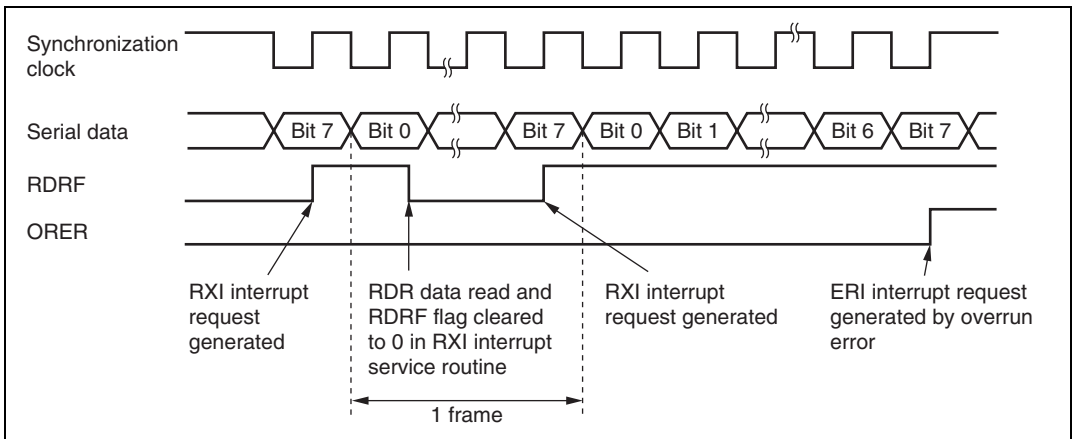 Synchronization
clock
Serial data
Bit 7
Bit 0
Bit 7
Bit 0
Bit 1
Bit 6
Bit 7
RDRF
ORER
RXI interrupt
request
generated
RDR data read and
RDRF flag cleared
to 0 in RXI interrupt
service routine
RXI interrupt
request generated
ERI interrupt request
generated by overrun
error
1 frame